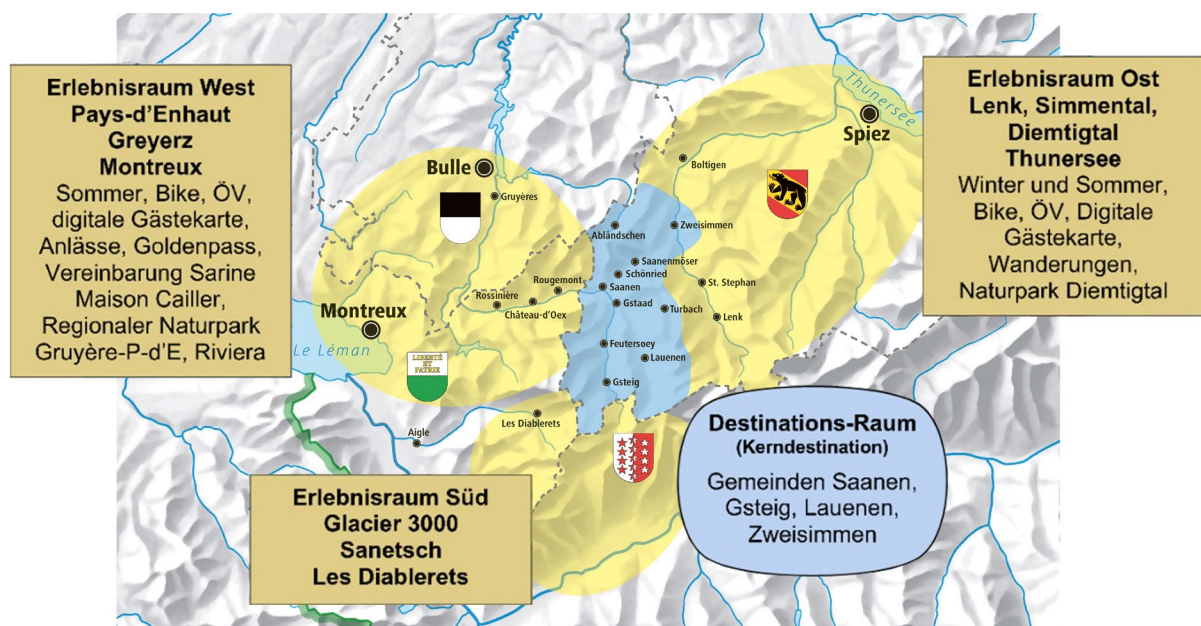 Erlebnisraum West
Pays-d'Enhaut
Greyerz
Montreux
Sommer, Bike, ÖV,
digitale Gästekarte,
Anlässe, Goldenpass,
Vereinbarung Sarine
Maison Cailler,
Regionaler Naturpark
Gruyère-P-d'E, Riviera
Erlebnisraum Ost
Lenk, Simmental,
Diemtigtal
Thunersee
Winter und Sommer,
Bike, ÖV, Digitale
Gästekarte,
Wanderungen,
Naturpark Diemtigtal
Thunersee
Spiez
Boltigen
Bulle
Gruyères
Abländschen
Zweisimmen
Saanenmöser
Schönried
Rougemont
Saanen
St. Stephan
Rossinière
Château-d'Oex
Gstaad
Turbach
Lenk
Montreux
Le Léman
LIBERTÉ
ET
PATRIE
Feutersoey
Lauenen
Gsteig
Les Diablerets
Aigle
Destinations-Raum
(Kerndestination)
Gemeinden Saanen,
Gsteig, Lauenen,
Zweisimmen
Erlebnisraum Süd
Glacier 3000
Sanetsch
Les Diablerets